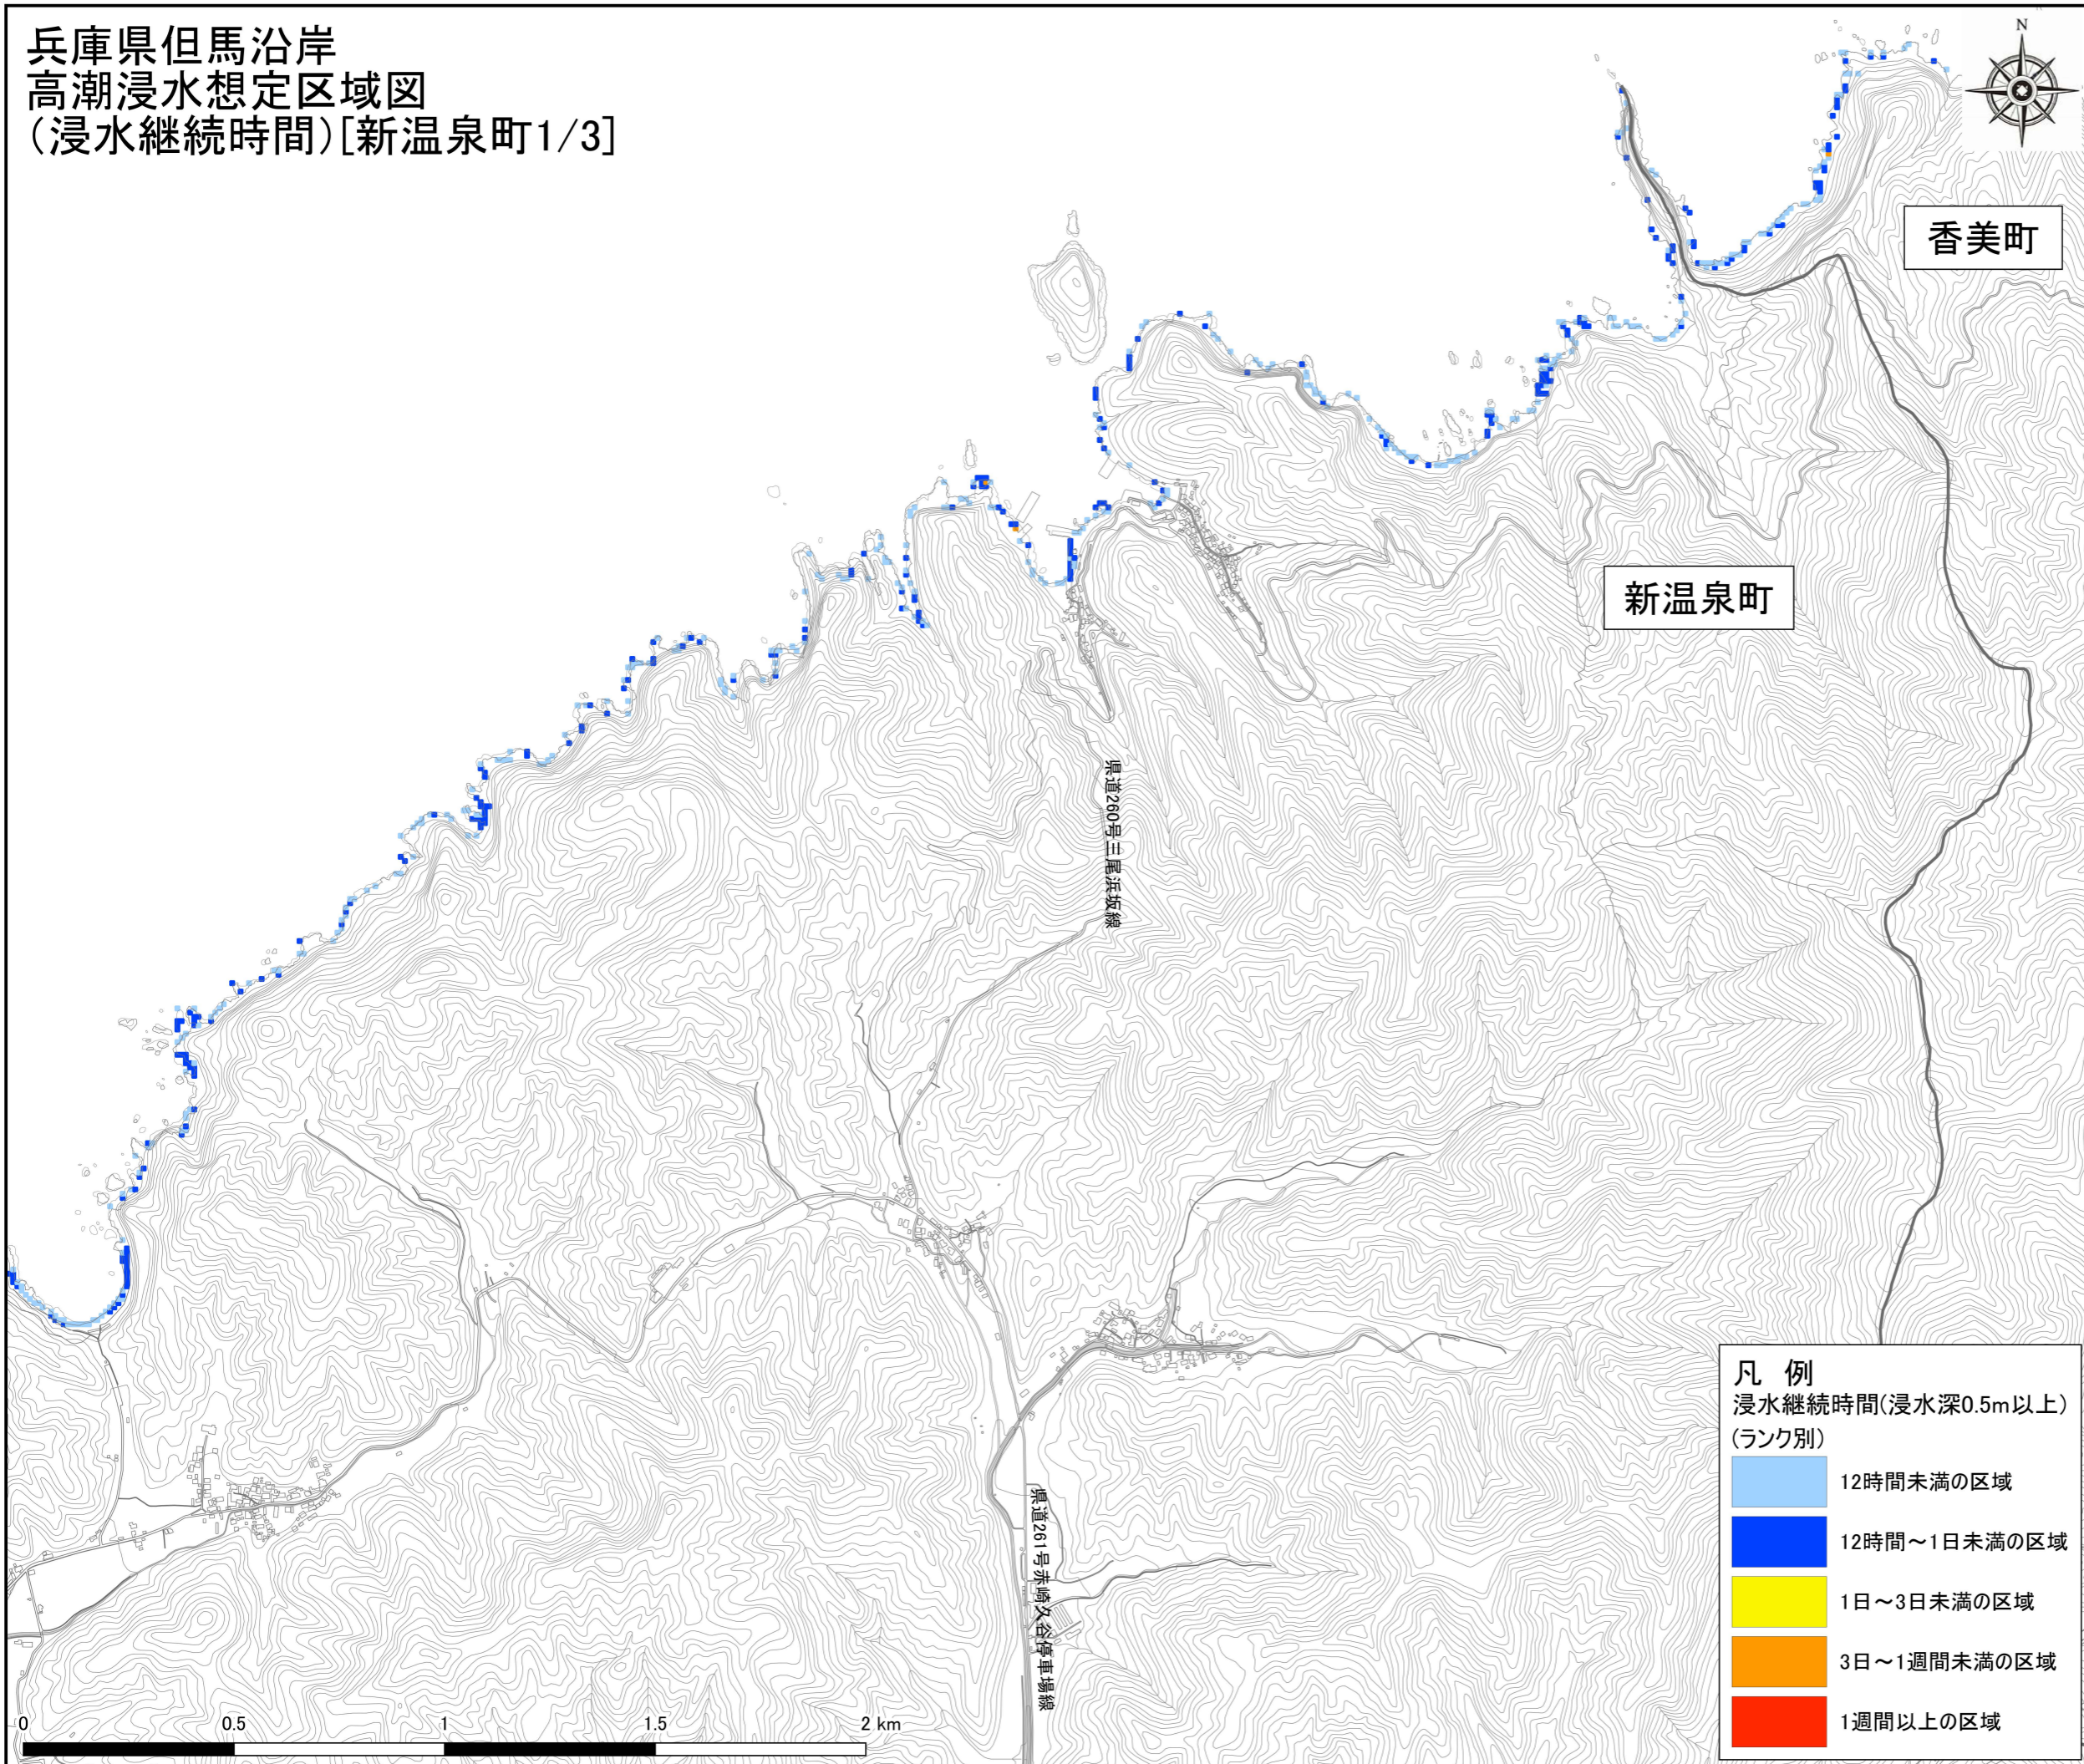 兵庫県但馬沿岸
高潮浸水想定区域図
(浸水継続時間)[新温泉町1/3]
N
香美町
新温泉町
県道260号三尾浜坂線
県道261号赤崎久谷停車場線
凡 例
浸水継続時間(浸水深0.5m以上)
(ランク別)
12時間未満の区域
12時間～1日未満の区域
1日～3日未満の区域
3日～1週間未満の区域
1週間以上の区域
0 0.5 1 1.5 2 km